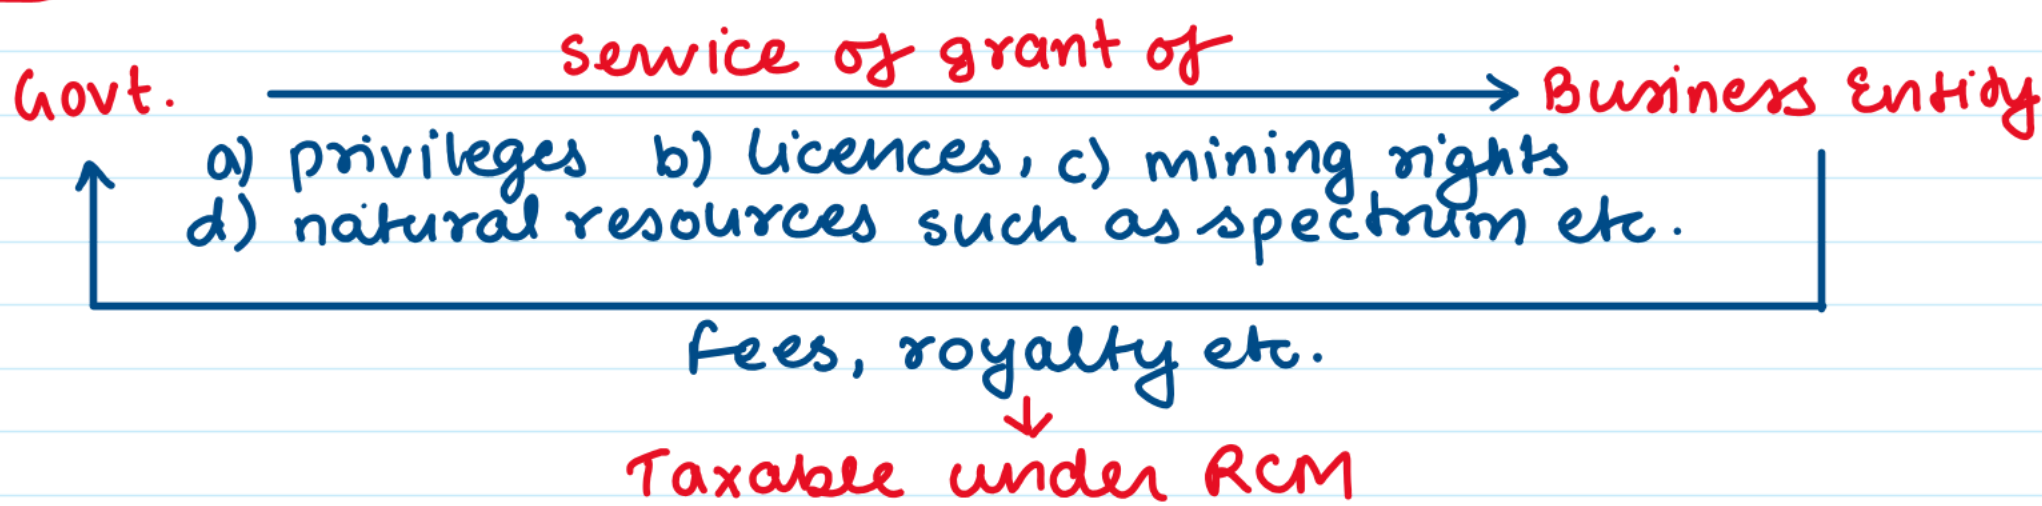 service of grant of
Govt. Business Entity
a) privileges b) licences, c) mining rights
d) natural resources such as spectrum etc.
fees, royalty etc.
Taxable under RCM